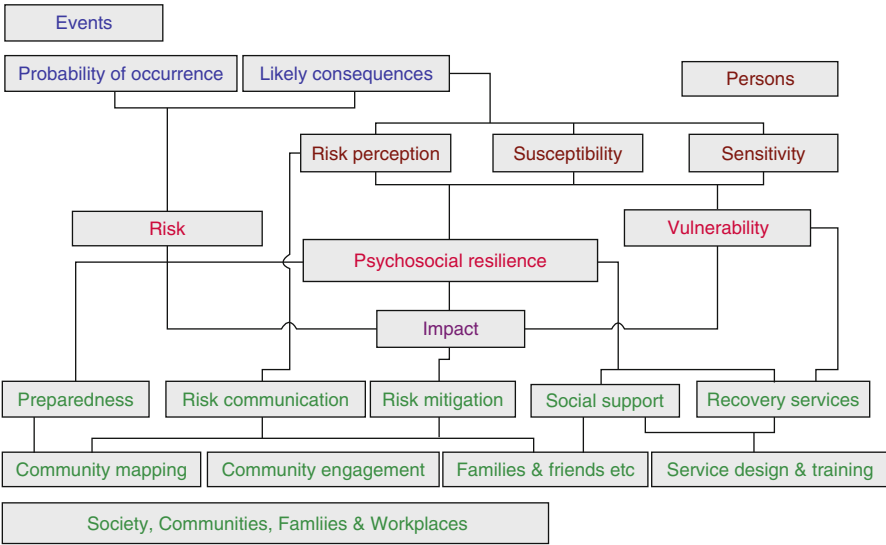 Events
Probability of occurrence
Likely consequences
Persons
Risk perception
Susceptibility
Sensitivity
Risk
Vulnerability
Psychosocial resilience
Impact
Preparedness
Risk communication
Risk mitigation
Social support
Recovery services
Community mapping
Community engagement
Families & friends etc
Service design & training
Society, Communities, Famliies & Workplaces